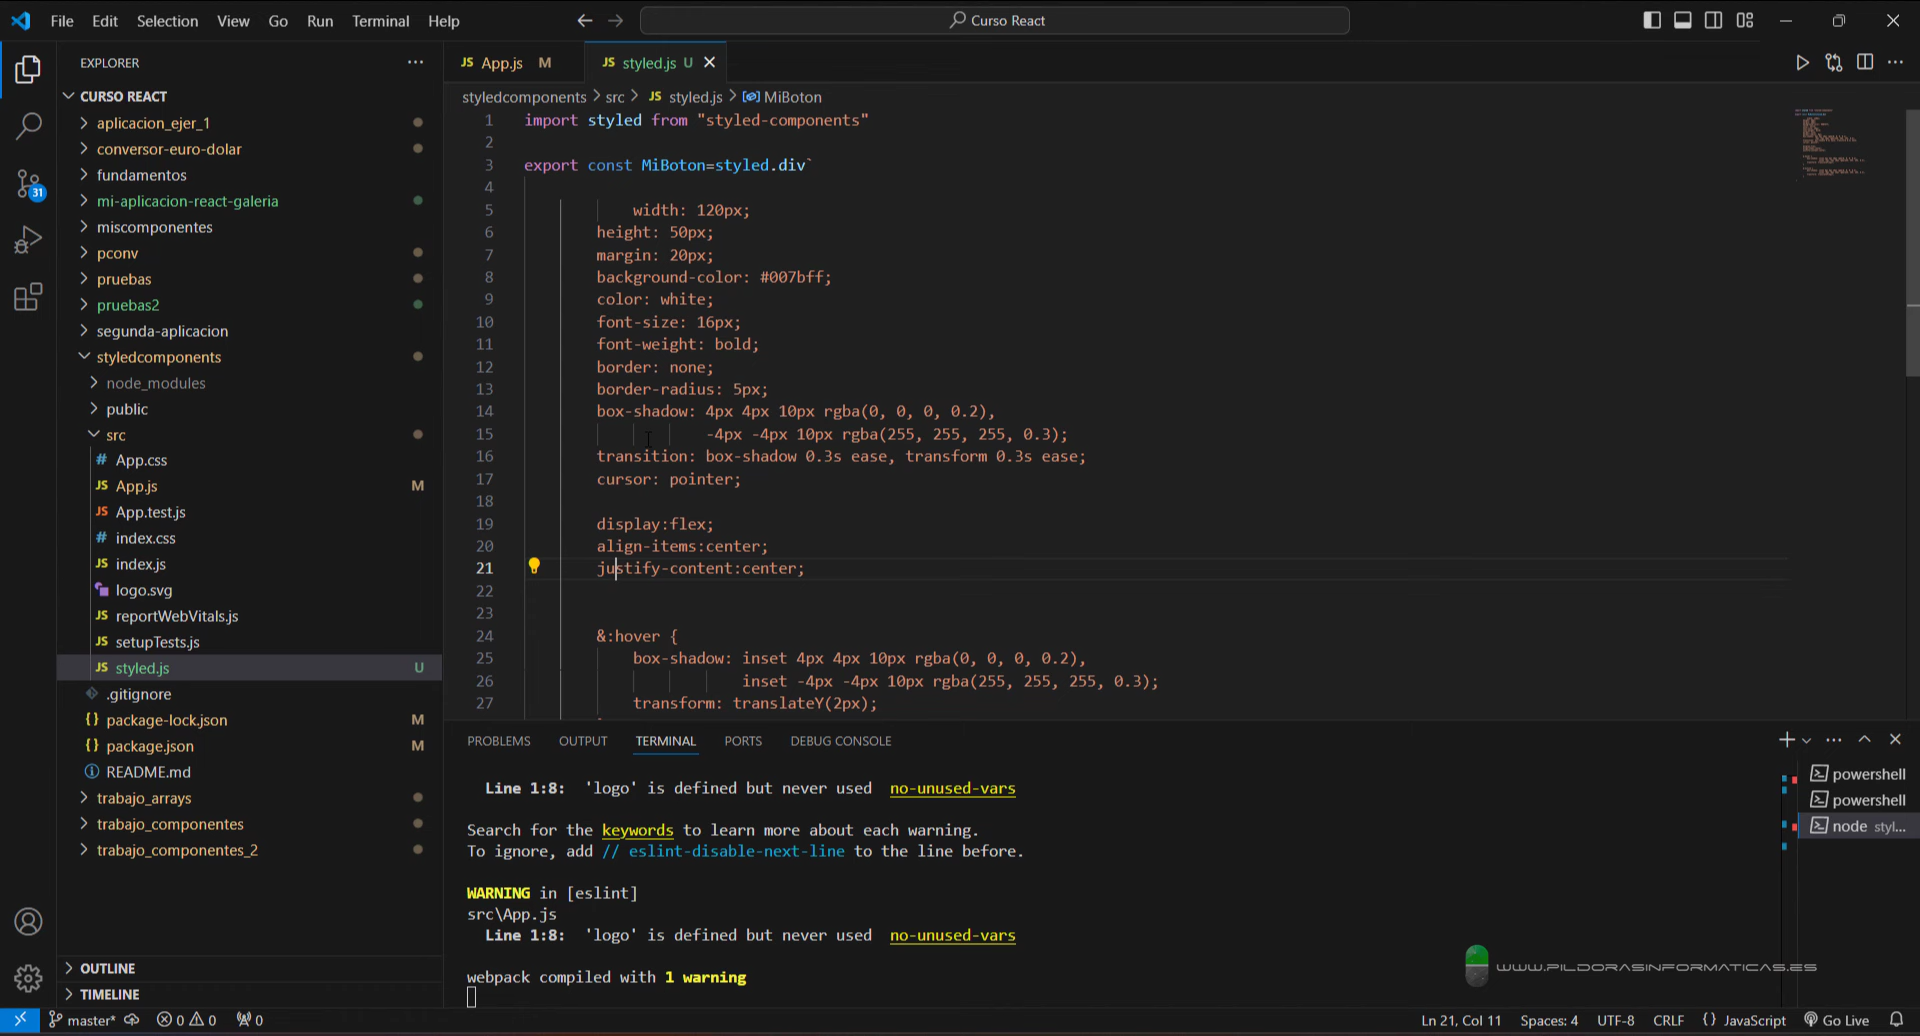 File Edit Selection View Go Run Terminal Help
Curso React
EXPLORER
CURSO REACT
aplicacion_ejer_1
conversor-euro-dolar
fundamentos
31
mi-aplicacion-react-galeria
miscomponentes
pconv
pruebas
pruebas2
segunda-aplicacion
styledcomponents
node_modules
public
src
# App.css
JS App.js M
JS App.test.js
# index.css
JS index.js
logo.svg
JS reportWebVitals.js
JS setupTests.js
JS styled.js U
.gitignore
{} package-lock.json M
{} package.json M
README.md
trabajo_arrays
trabajo_componentes
trabajo_componentes_2
OUTLINE
TIMELINE
JS App.js M
JS styled.js U
styledcomponents > src > JS styled.js > MiBoton
1 import styled from "styled-components"
2
3 export const MiBoton=styled.div`
4
5 width: 120px;
6 height: 50px;
7 margin: 20px;
8 background-color: #007bff;
9 color: white;
10 font-size: 16px;
11 font-weight: bold;
12 border: none;
13 border-radius: 5px;
14 box-shadow: 4px 4px 10px rgba(0, 0, 0, 0.2),
15 -4px -4px 10px rgba(255, 255, 255, 0.3);
16 transition: box-shadow 0.3s ease, transform 0.3s ease;
17 cursor: pointer;
18
19 display:flex;
20 align-items:center;
21 justify-content:center;
22
23
24 &:hover {
25 box-shadow: inset 4px 4px 10px rgba(0, 0, 0, 0.2),
26 inset -4px -4px 10px rgba(255, 255, 255, 0.3);
27 transform: translateY(2px);
PROBLEMS OUTPUT TERMINAL PORTS DEBUG CONSOLE
Line 1:8: 'logo' is defined but never used no-unused-vars
Search for the keywords to learn more about each warning.
To ignore, add // eslint-disable-next-line to the line before.
WARNING in [eslint]
src\App.js
Line 1:8: 'logo' is defined but never used no-unused-vars
webpack compiled with 1 warning
powershell
powershell
node styl...
WWW.PILDORASINFORMATICAS.ES
master* 0 0 0
Ln 21, Col 11 Spaces: 4 UTF-8 CRLF {} JavaScript Go Live